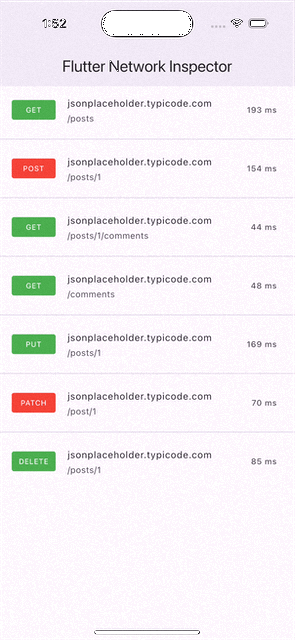 1:52
Flutter Network Inspector
GET
jsonplaceholder.typicode.com
193 ms
/posts
POST
jsonplaceholder.typicode.com
154 ms
/posts/1
GET
jsonplaceholder.typicode.com
44 ms
/posts/1/comments
GET
jsonplaceholder.typicode.com
48 ms
/comments
PUT
jsonplaceholder.typicode.com
169 ms
/posts/1
PATCH
jsonplaceholder.typicode.com
70 ms
/post/1
DELETE
jsonplaceholder.typicode.com
85 ms
/posts/1